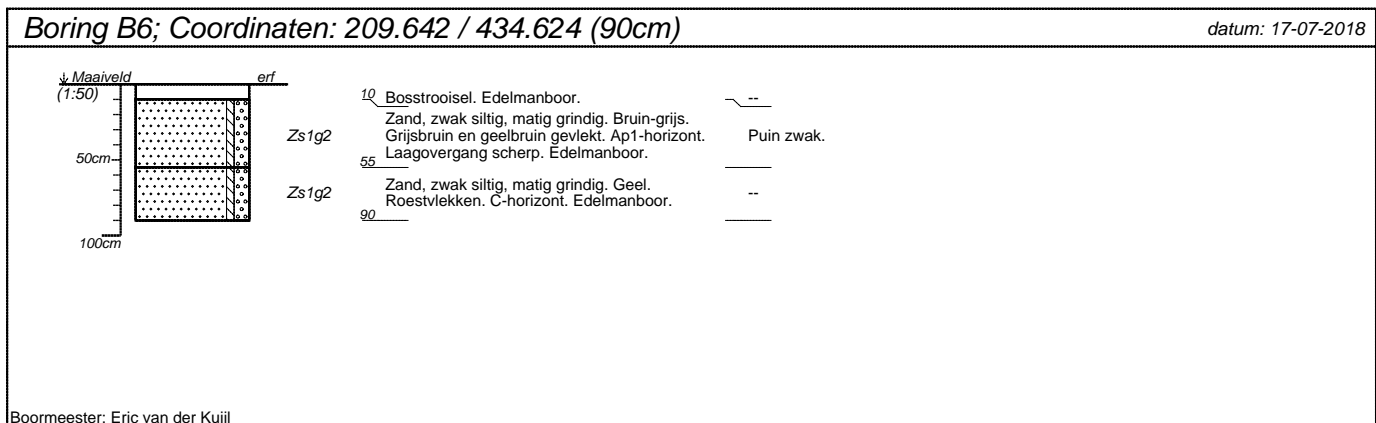 Boring B6; Coordinaten: 209.642 / 434.624 (90cm)
datum: 17-07-2018
Maaiveld
erf
(1:50)
10 Bosstrooisel. Edelmanboor. --
Zand, zwak siltig, matig grindig. Bruin-grijs.
Zs1g2 Grijsbruin en geelbruin gevlekt. Ap1-horizont. Puin zwak.
Laagovergang scherp. Edelmanboor.
50cm
55
Zand, zwak siltig, matig grindig. Geel.
Zs1g2 Roestvlekken. C-horizont. Edelmanboor. --
90
100cm
Boormeester: Eric van der Kuijl